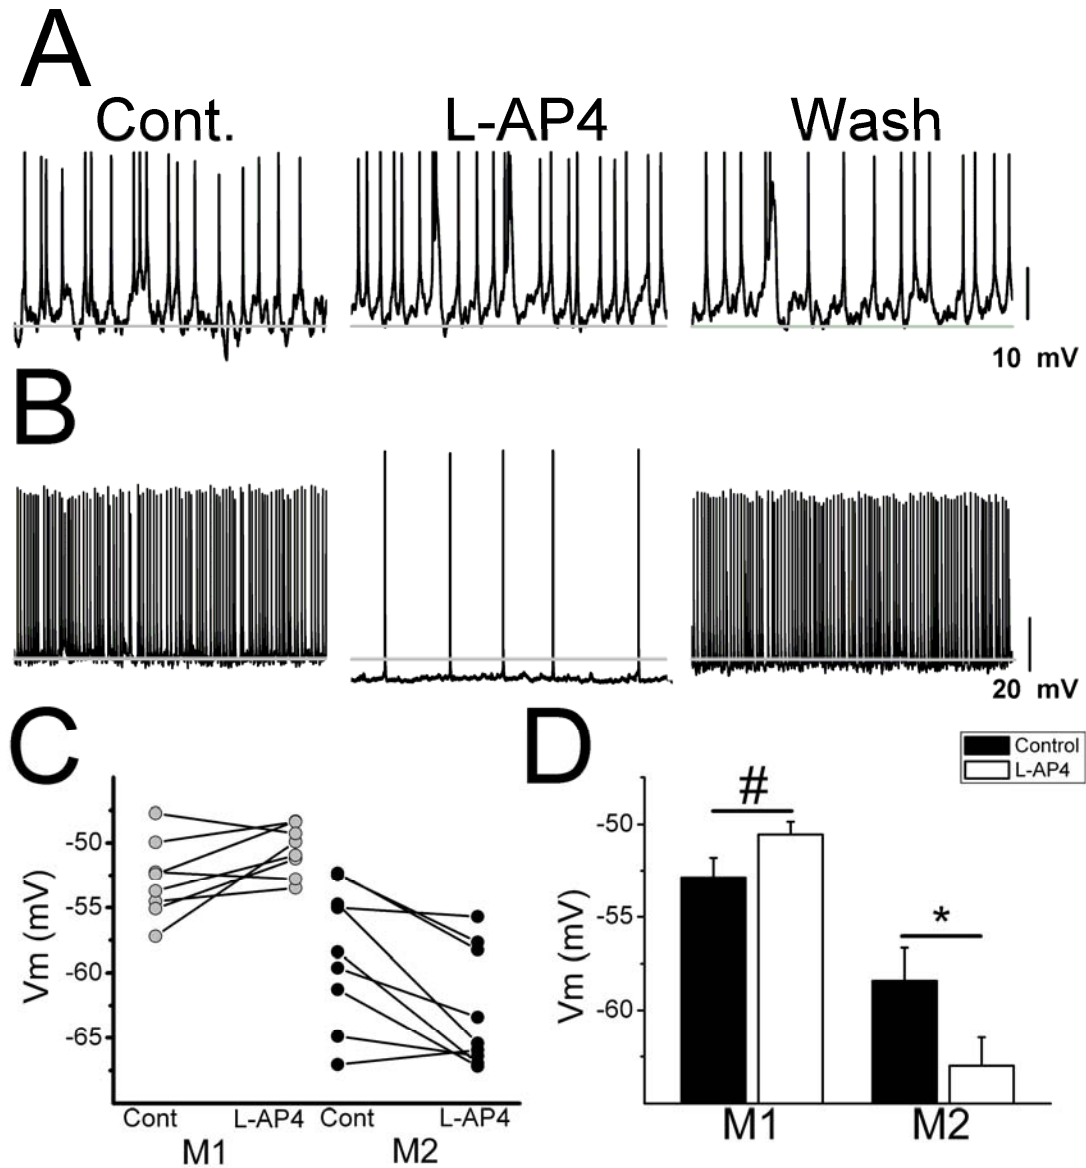 A
Cont. L-AP4 Wash
10 mV
B
20 mV
C
Vm (mV)
-50
-55
-60
-65
Cont L-AP4 Cont L-AP4
M1 M2
D
Control
L-AP4
#
*
Vm (mV)
-50
-55
-60
M1 M2